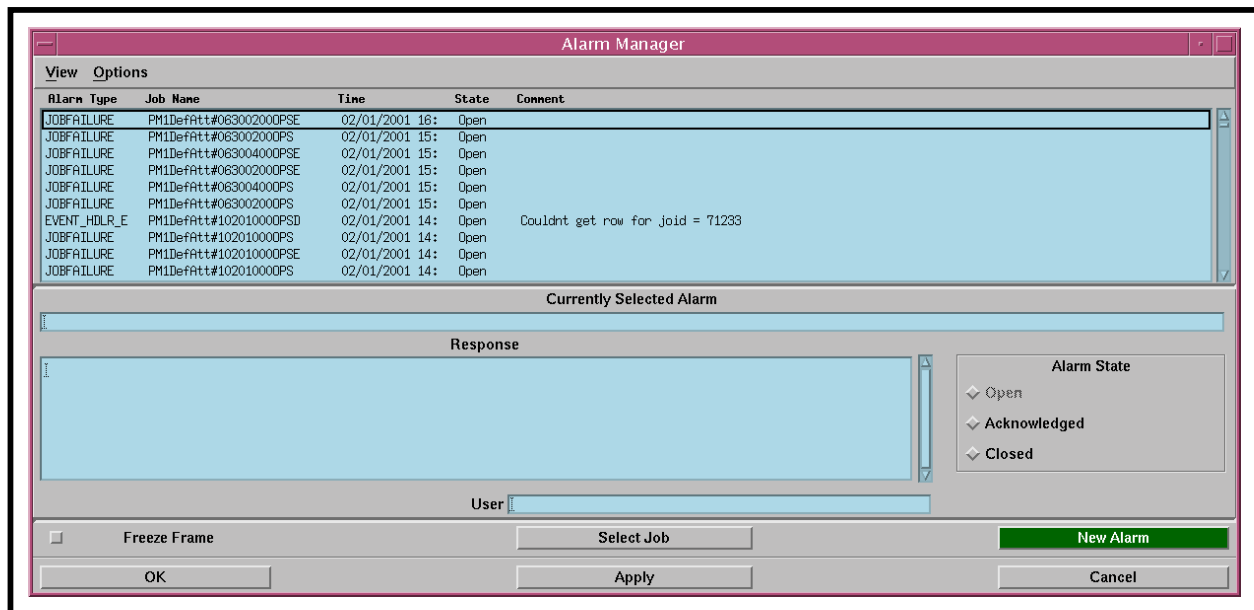 Alarm Manager
View Options
Alarm Type Job Name Time State Comment
JOBFAILURE PM1DefAtt#063002000PSE 02/01/2001 16: Open
JOBFAILURE PM1DefAtt#063002000PS 02/01/2001 15: Open
JOBFAILURE PM1DefAtt#063004000PSE 02/01/2001 15: Open
JOBFAILURE PM1DefAtt#063002000PSE 02/01/2001 15: Open
JOBFAILURE PM1DefAtt#063004000PS 02/01/2001 15: Open
JOBFAILURE PM1DefAtt#063002000PS 02/01/2001 15: Open
EVENT_HDLR_E PM1DefAtt#102010000PSD 02/01/2001 14: Open Couldnt get row for joid = 71233
JOBFAILURE PM1DefAtt#102010000PS 02/01/2001 14: Open
JOBFAILURE PM1DefAtt#102010000PSE 02/01/2001 14: Open
JOBFAILURE PM1DefAtt#102010000PS 02/01/2001 14: Open
Currently Selected Alarm
Response
Alarm State
Open
Acknowledged
Closed
User
Freeze Frame Select Job New Alarm
OK Apply Cancel